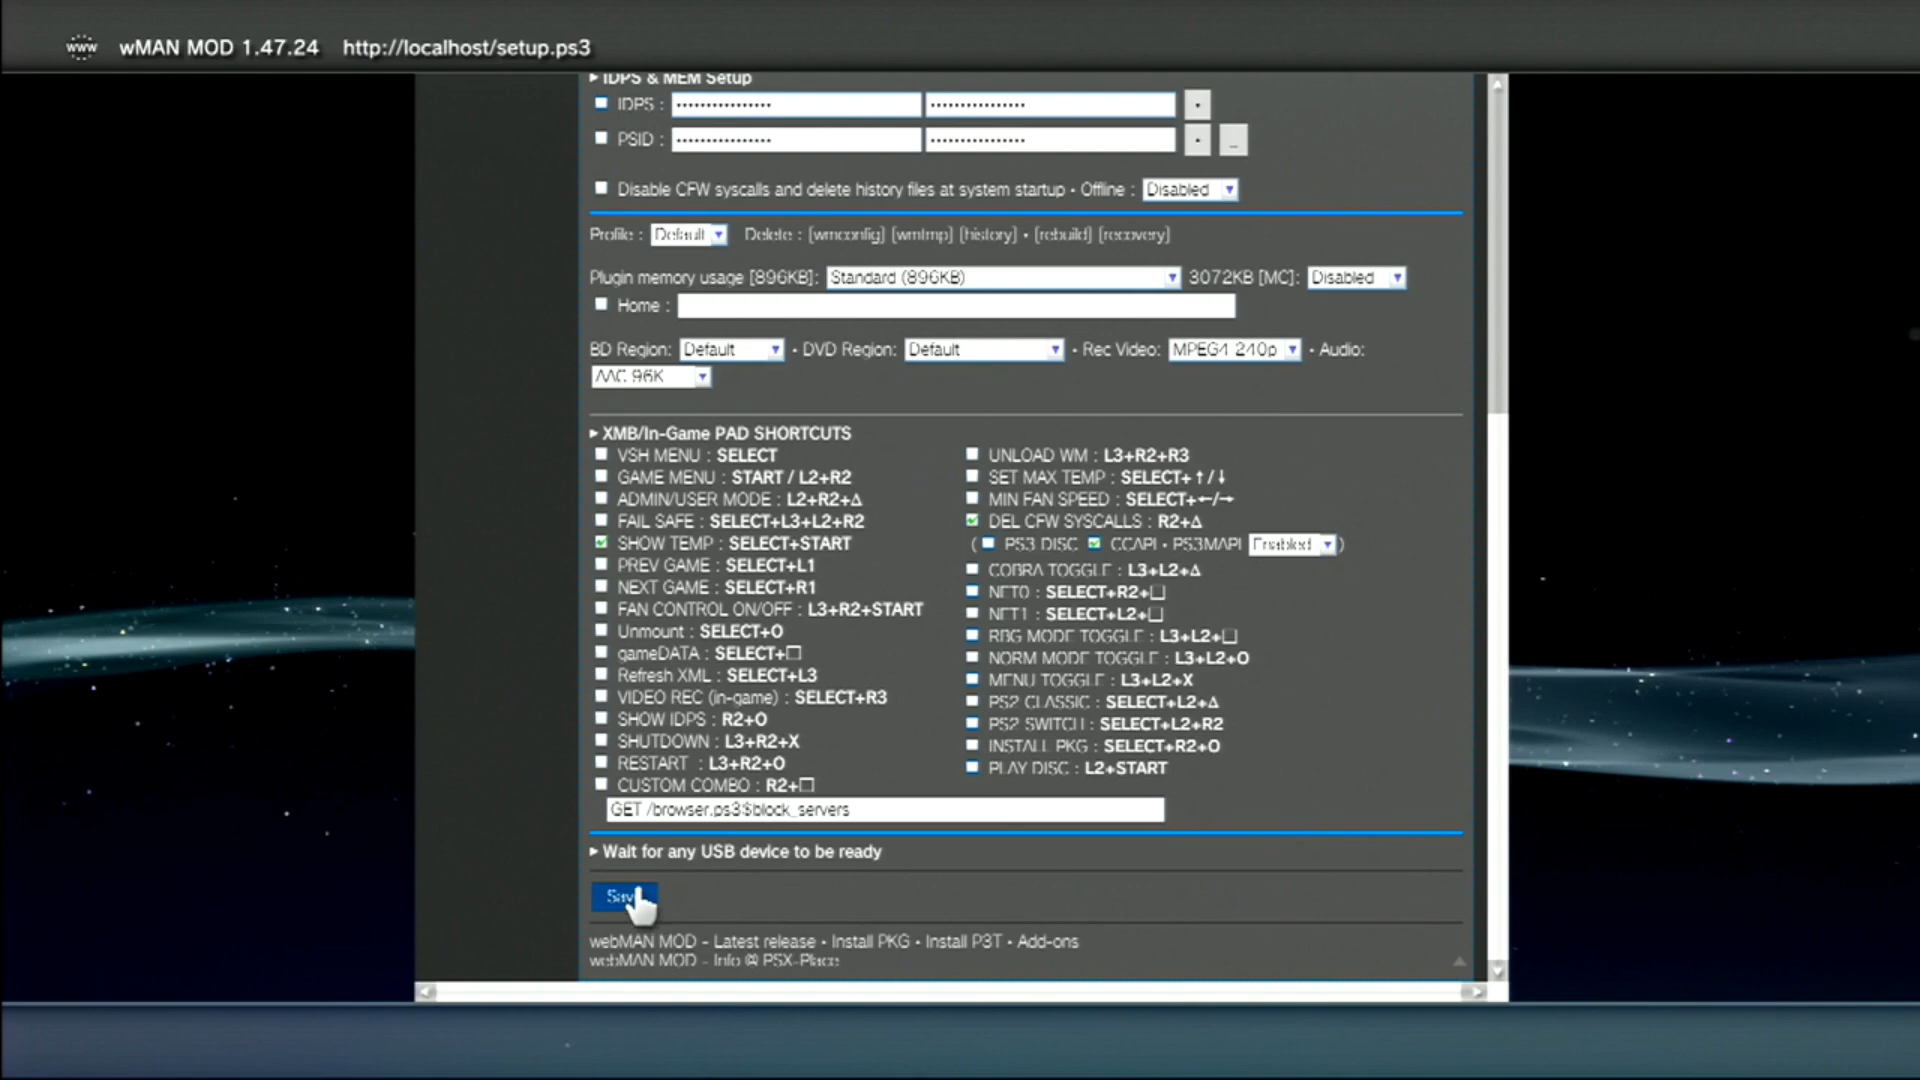 www wMAN MOD 1.47.24 http://localhost/setup.ps3
▸ IDPS & MEM Setup
IDPS : •••••••••••••••• •••••••••••••••• •
PSID : •••••••••••••••• •••••••••••••••• • _
Disable CFW syscalls and delete history files at system startup • Offline : Disabled
Profile : Default Delete : [wmconfig] [wmtmp] [history] • [rebuild] [recovery]
Plugin memory usage [896KB]: Standard (896KB) 3072KB [MC]: Disabled
Home :
BD Region: Default • DVD Region: Default • Rec Video: MPEG4 240p • Audio:
AAC 96K
▸ XMB/In-Game PAD SHORTCUTS
VSH MENU : SELECT
GAME MENU : START / L2+R2
ADMIN/USER MODE : L2+R2+Δ
FAIL SAFE : SELECT+L3+L2+R2
SHOW TEMP : SELECT+START
PREV GAME : SELECT+L1
NEXT GAME : SELECT+R1
FAN CONTROL ON/OFF : L3+R2+START
Unmount : SELECT+O
gameDATA : SELECT+□
Refresh XML : SELECT+L3
VIDEO REC (in-game) : SELECT+R3
SHOW IDPS : R2+O
SHUTDOWN : L3+R2+X
RESTART : L3+R2+O
CUSTOM COMBO : R2+□
GET /browser.ps3$block_servers
UNLOAD WM : L3+R2+R3
SET MAX TEMP : SELECT+↑/↓
MIN FAN SPEED : SELECT+←/→
DEL CFW SYSCALLS : R2+Δ
( PS3 DISC CCAPI • PS3MAPI Enabled )
COBRA TOGGLE : L3+L2+Δ
NET0 : SELECT+R2+□
NET1 : SELECT+L2+□
RBG MODE TOGGLE : L3+L2+□
NORM MODE TOGGLE : L3+L2+O
MENU TOGGLE : L3+L2+X
PS2 CLASSIC : SELECT+L2+Δ
PS2 SWITCH : SELECT+L2+R2
INSTALL PKG : SELECT+R2+O
PLAY DISC : L2+START
▸ Wait for any USB device to be ready
Sav
webMAN MOD - Latest release • Install PKG • Install P3T • Add-ons
webMAN MOD - Info @ PSX-Place